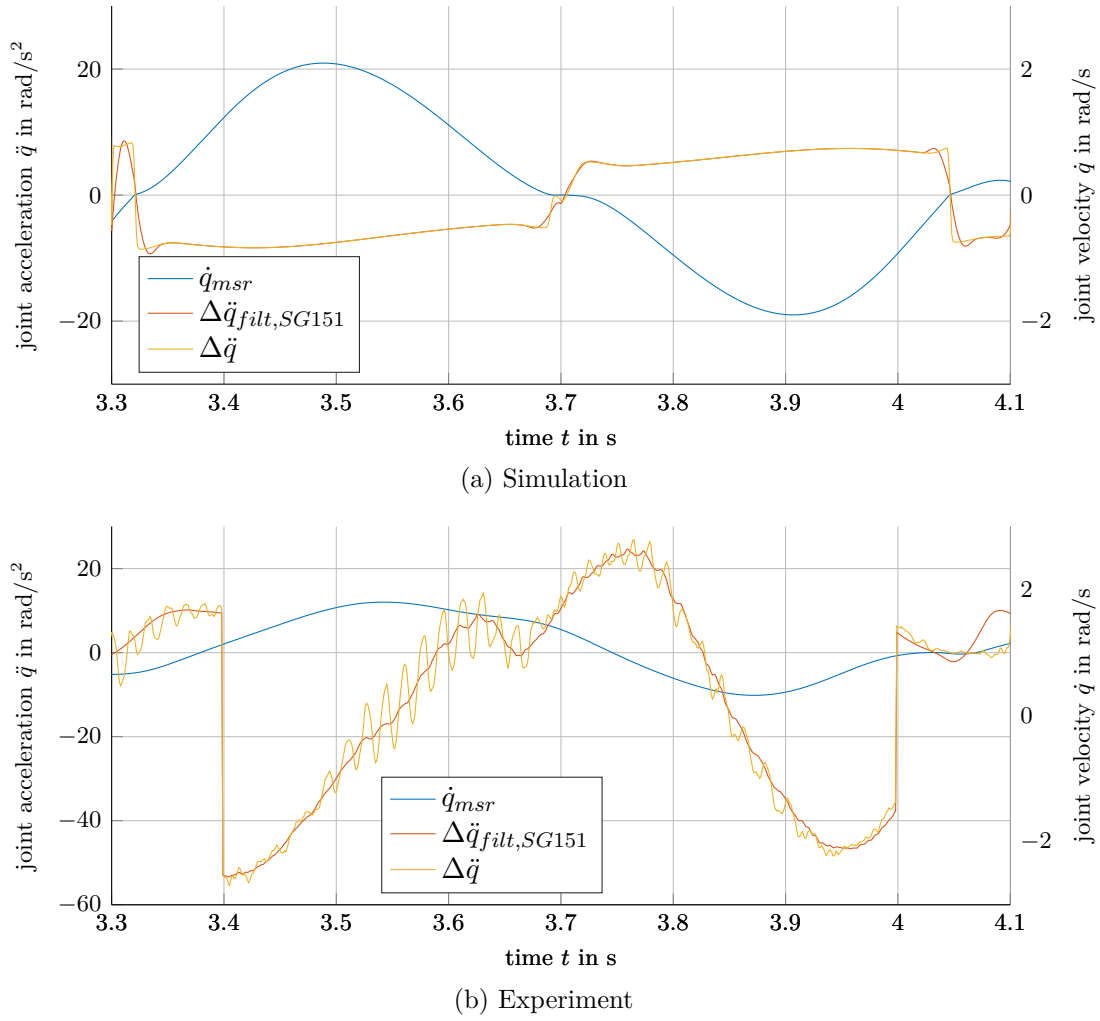 joint acceleration q̈ in rad/s²
20
0
−20
2
0
−2
joint velocity q̇ in rad/s
q̇msr
Δq̈filt,SG151
Δq̈
3.3 3.4 3.5 3.6 3.7 3.8 3.9 4 4.1
time t in s
(a) Simulation
joint acceleration q̈ in rad/s²
20
0
−20
−40
−60
2
0
−2
joint velocity q̇ in rad/s
q̇msr
Δq̈filt,SG151
Δq̈
3.3 3.4 3.5 3.6 3.7 3.8 3.9 4 4.1
time t in s
(b) Experiment